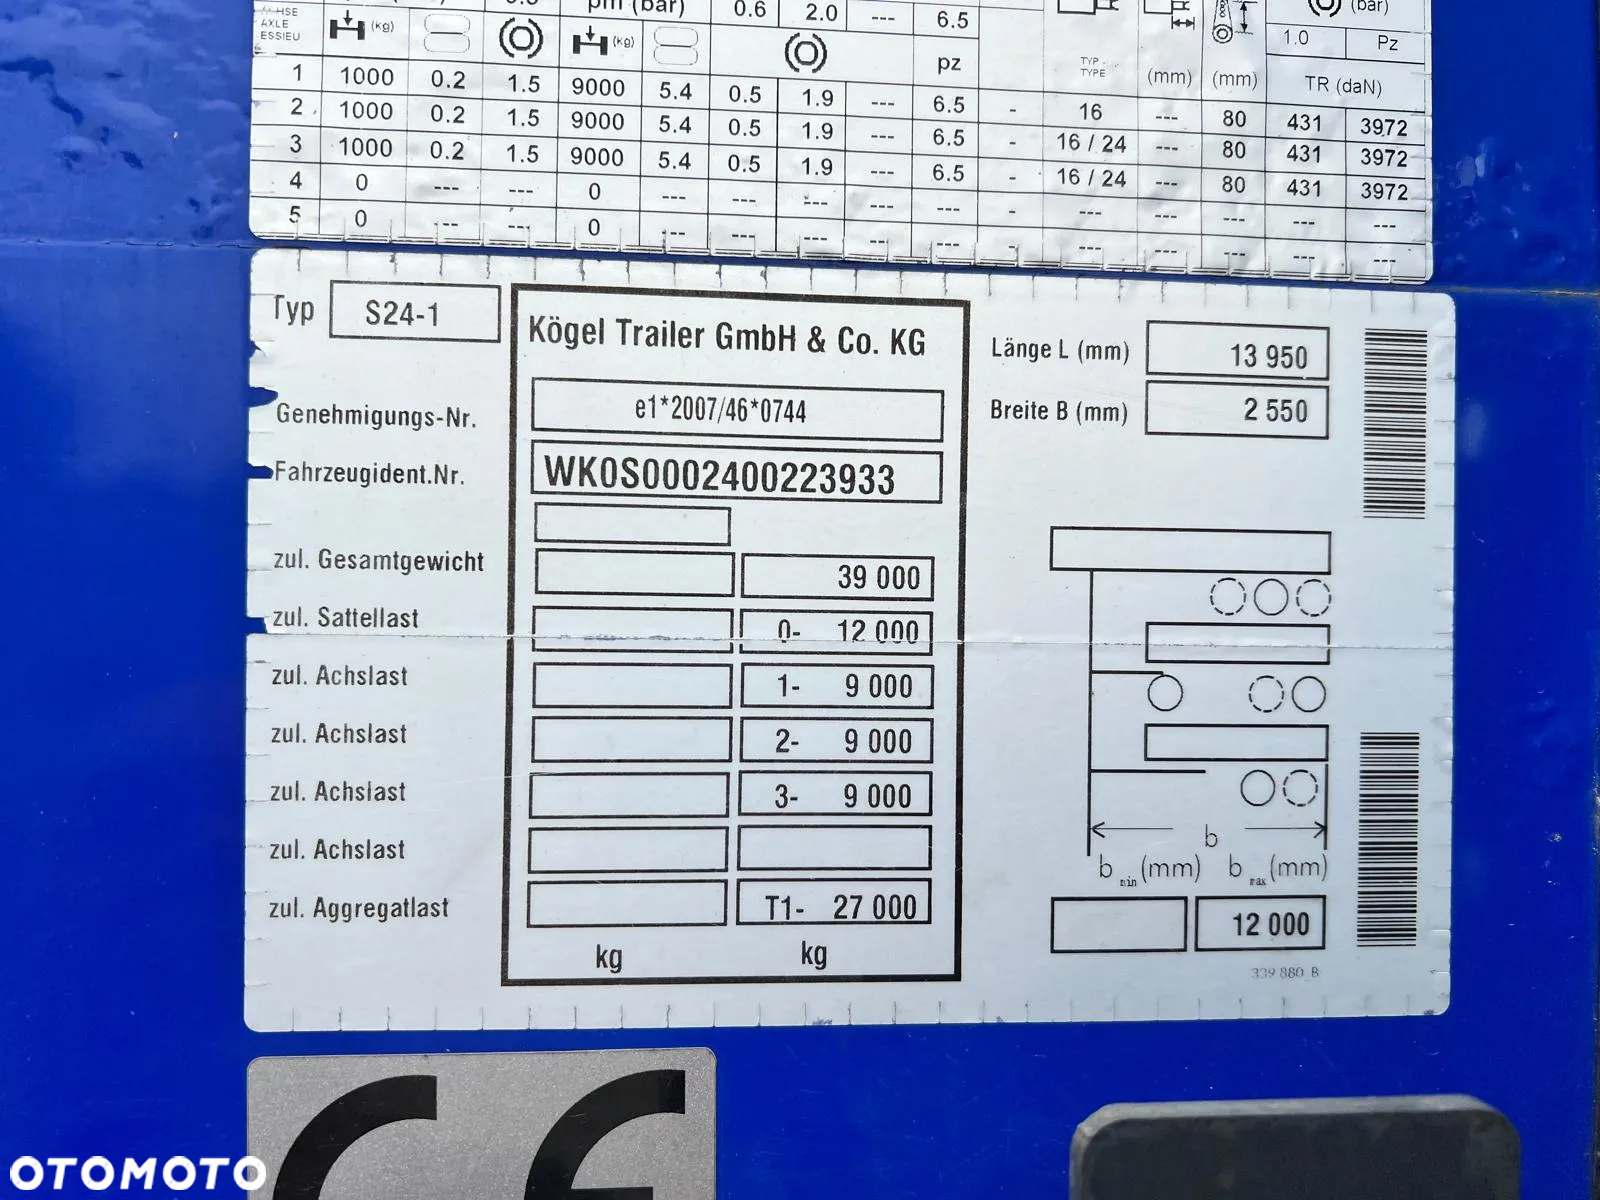 pm (bar) 0.6 2.0 --- 6.5 (bar)
ACHSE
AXLE
ESSIEU
(kg) (kg) pz TYP
TYPE (mm) (mm) 1.0 Pz
TR (daN)
1 1000 0.2 1.5 9000 5.4 0.5 1.9 --- 6.5 - 16 --- 80 431 3972
2 1000 0.2 1.5 9000 5.4 0.5 1.9 --- 6.5 - 16 / 24 --- 80 431 3972
3 1000 0.2 1.5 9000 5.4 0.5 1.9 --- 6.5 - 16 / 24 --- 80 431 3972
4 0 --- --- 0 --- --- --- --- --- - --- --- --- --- ---
5 0 -- --- 0 --- --- --- --- --- - --- --- --- --- ---
Typ S24-1
Kögel Trailer GmbH & Co. KG
Länge L (mm) 13 950
Genehmigungs-Nr. e1*2007/46*0744
Breite B (mm) 2 550
Fahrzeugident.Nr. WK0S0002400223933
zul. Gesamtgewicht 39 000
zul. Sattellast 0- 12 000
zul. Achslast 1- 9 000
zul. Achslast 2- 9 000
zul. Achslast 3- 9 000
zul. Achslast
zul. Aggregatlast T1- 27 000
kg kg
b
b min (mm) b max (mm)
12 000
339 880 B
CE
OTOMOTO